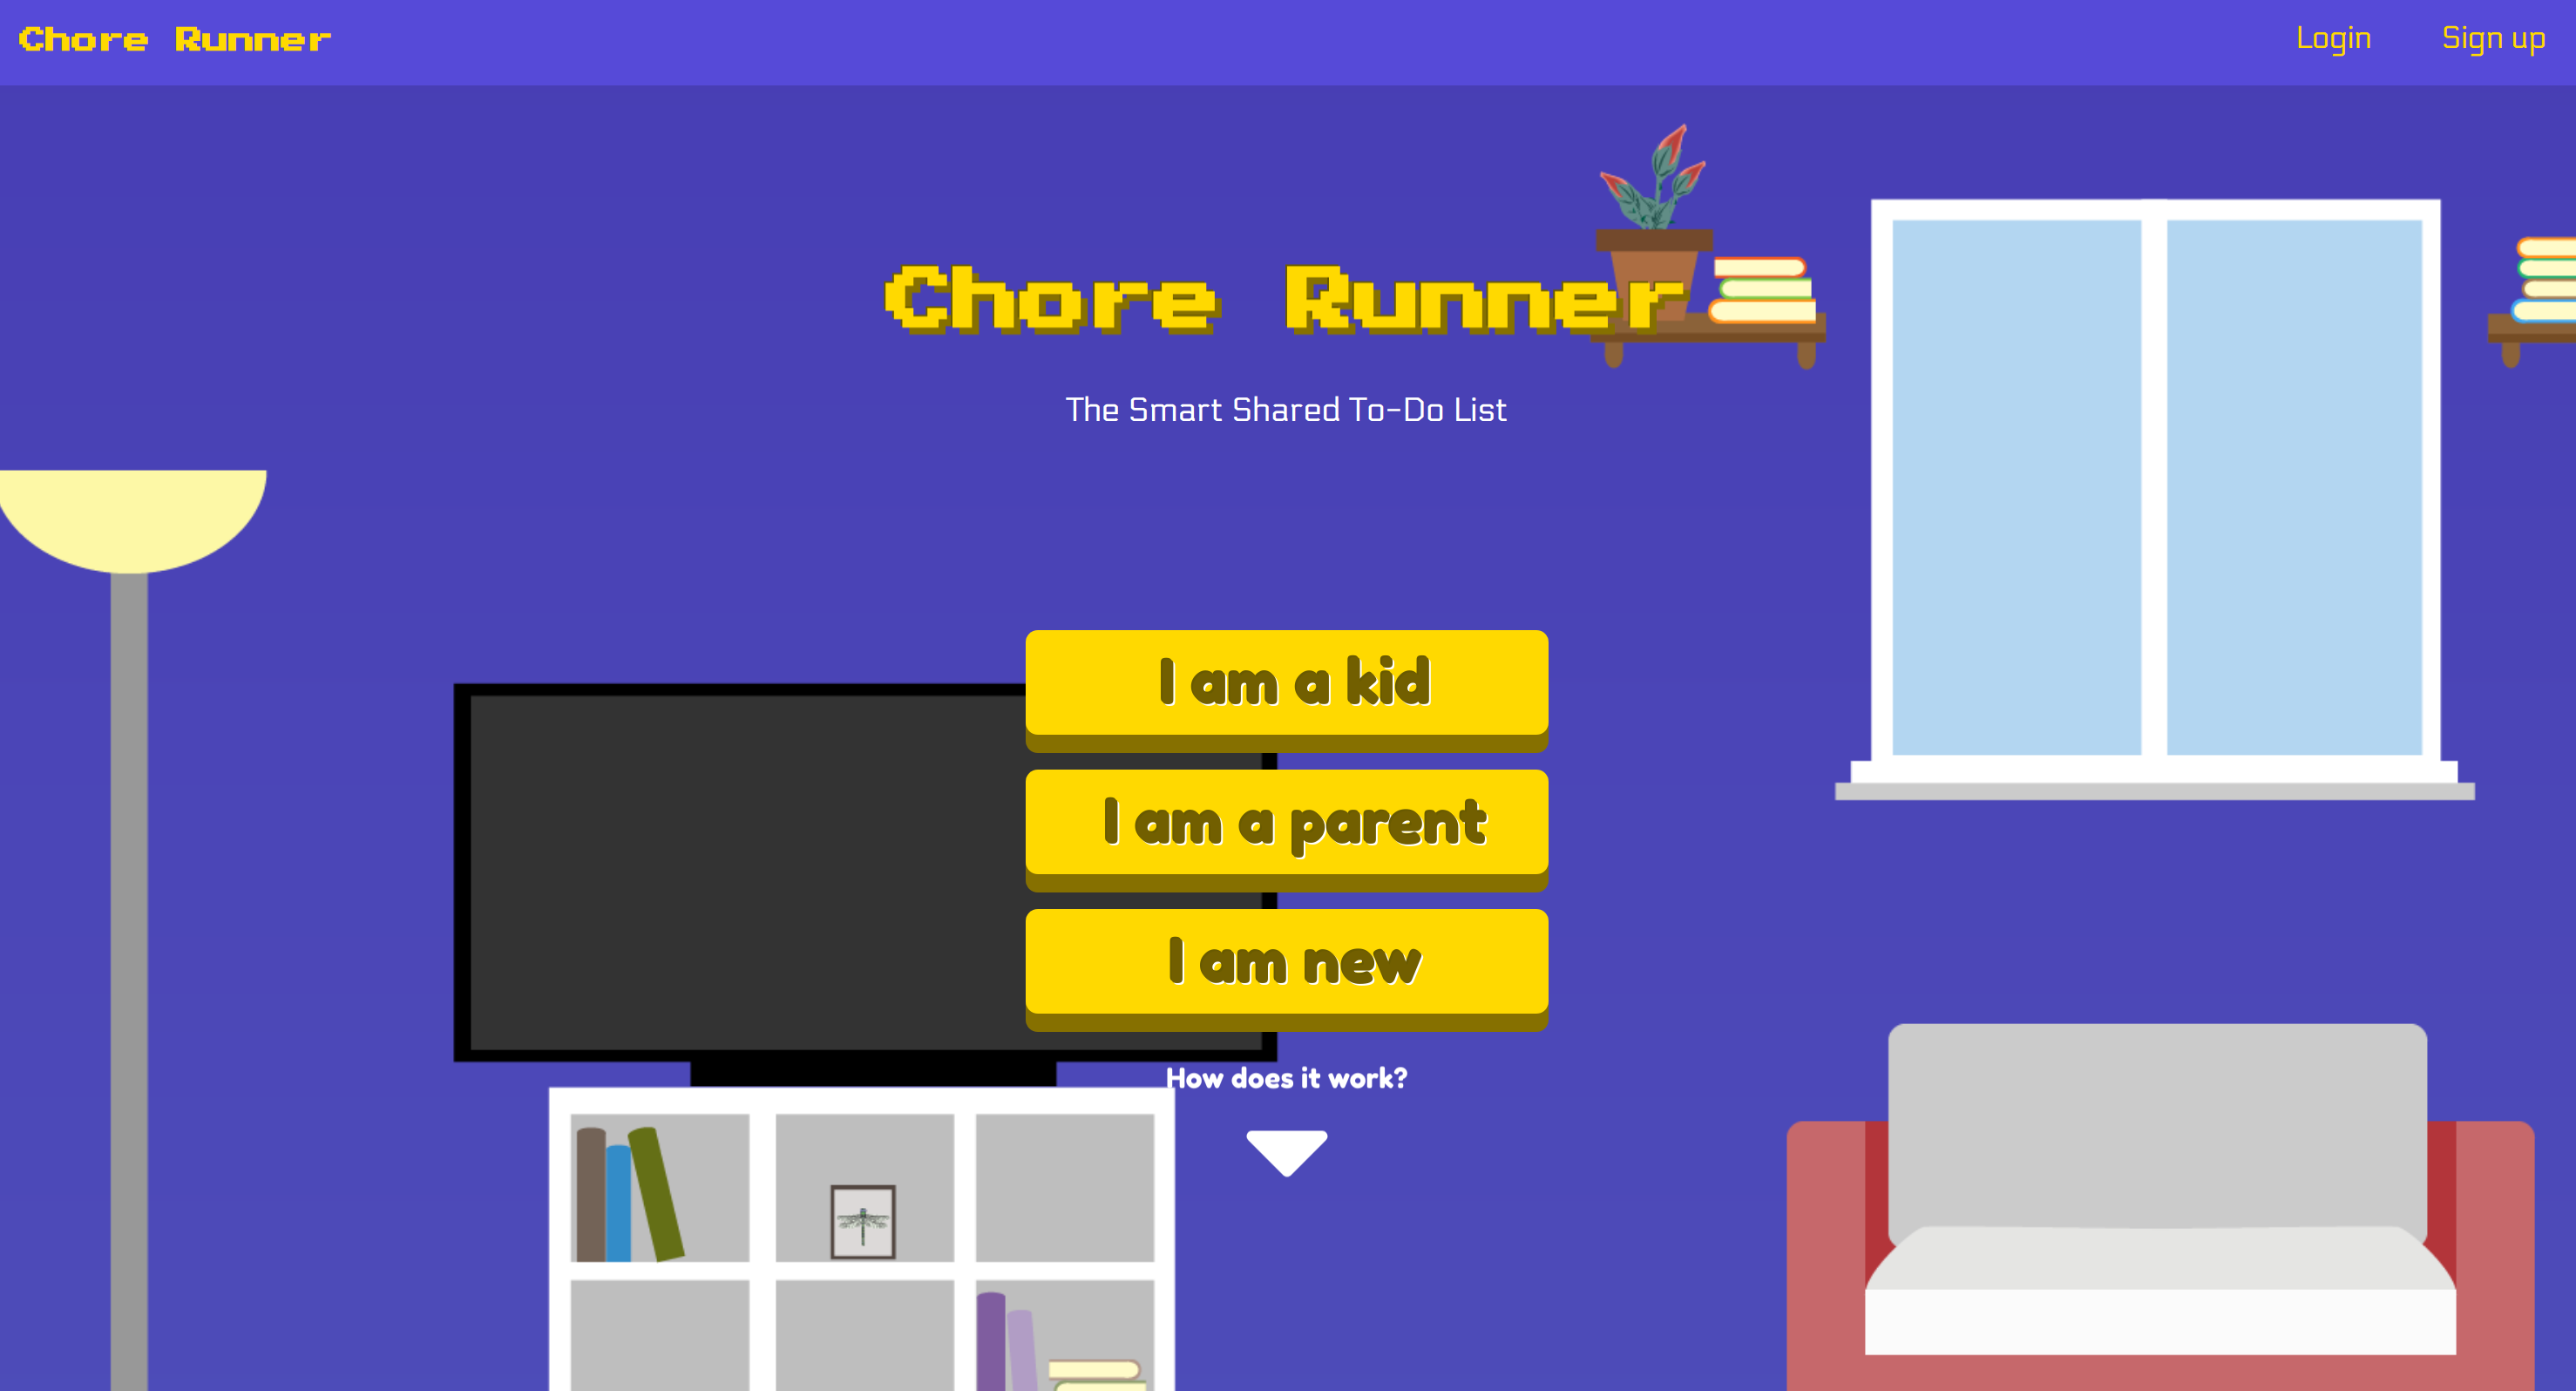 Chore Runner
Login
Sign up
Chore Runner
The Smart Shared To-Do List
I am a kid
I am a parent
I am new
How does it work?